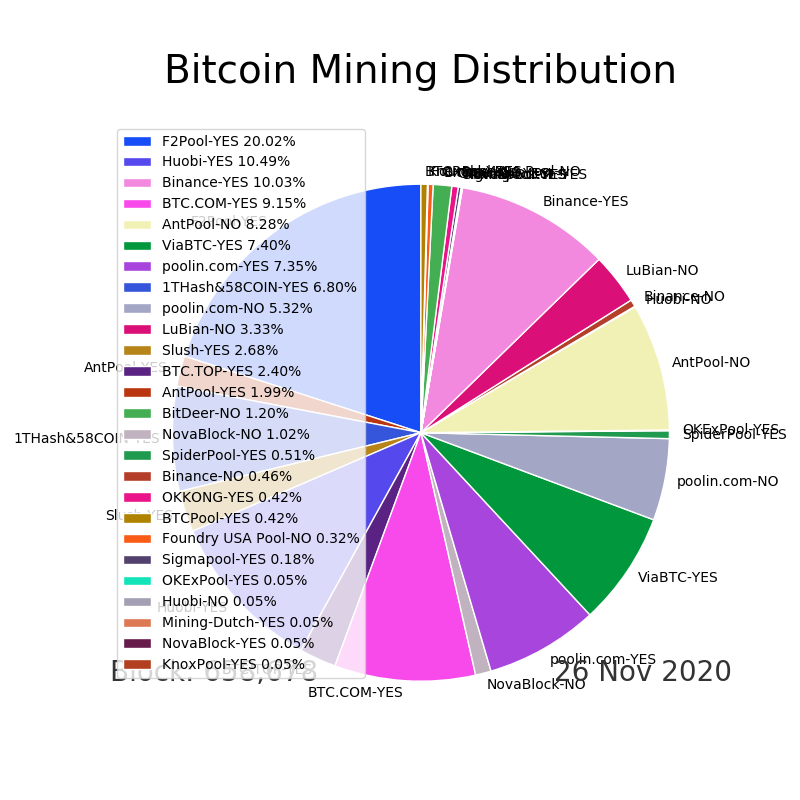 Bitcoin Mining Distribution
F2Pool-YES 20.02%
Huobi-YES 10.49%
Binance-YES 10.03%
BTC.COM-YES 9.15%
AntPool-NO 8.28%
ViaBTC-YES 7.40%
poolin.com-YES 7.35%
1THash&58COIN-YES 6.80%
poolin.com-NO 5.32%
LuBian-NO 3.33%
Slush-YES 2.68%
BTC.TOP-YES 2.40%
AntPool-YES 1.99%
BitDeer-NO 1.20%
NovaBlock-NO 1.02%
SpiderPool-YES 0.51%
Binance-NO 0.46%
OKKONG-YES 0.42%
BTCPool-YES 0.42%
Foundry USA Pool-NO 0.32%
Sigmapool-YES 0.18%
OKExPool-YES 0.05%
Huobi-NO 0.05%
Mining-Dutch-YES 0.05%
NovaBlock-YES 0.05%
KnoxPool-YES 0.05%
Binance-YES
LuBian-NO
Binance-NO
Huobi-NO
AntPool-NO
OKExPool-YES
SpiderPool-YES
poolin.com-NO
ViaBTC-YES
poolin.com-YES
NovaBlock-NO
BTC.COM-YES
Huobi-YES
Slush-YES
1THash&58COIN-YES
AntPool-YES
F2Pool-YES
Block:
26 Nov 2020